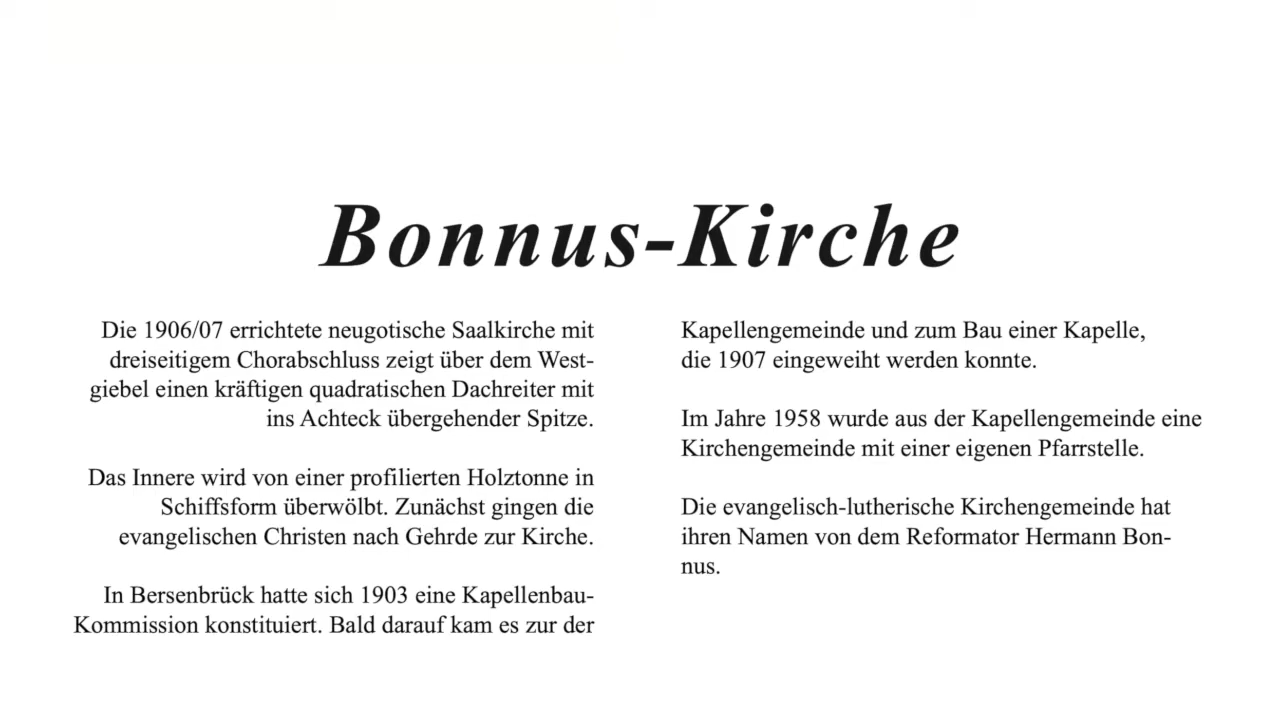 Bonnus-Kirche
Die 1906/07 errichtete neugotische Saalkirche mit
dreiseitigem Chorabschluss zeigt über dem West-
giebel einen kräftigen quadratischen Dachreiter mit
ins Achteck übergehender Spitze.
Das Innere wird von einer profilierten Holztonne in
Schiffsform überwölbt. Zunächst gingen die
evangelischen Christen nach Gehrde zur Kirche.
In Bersenbrück hatte sich 1903 eine Kapellenbau-
Kommission konstituiert. Bald darauf kam es zur der
Kapellengemeinde und zum Bau einer Kapelle,
die 1907 eingeweiht werden konnte.
Im Jahre 1958 wurde aus der Kapellengemeinde eine
Kirchengemeinde mit einer eigenen Pfarrstelle.
Die evangelisch-lutherische Kirchengemeinde hat
ihren Namen von dem Reformator Hermann Bon-
nus.